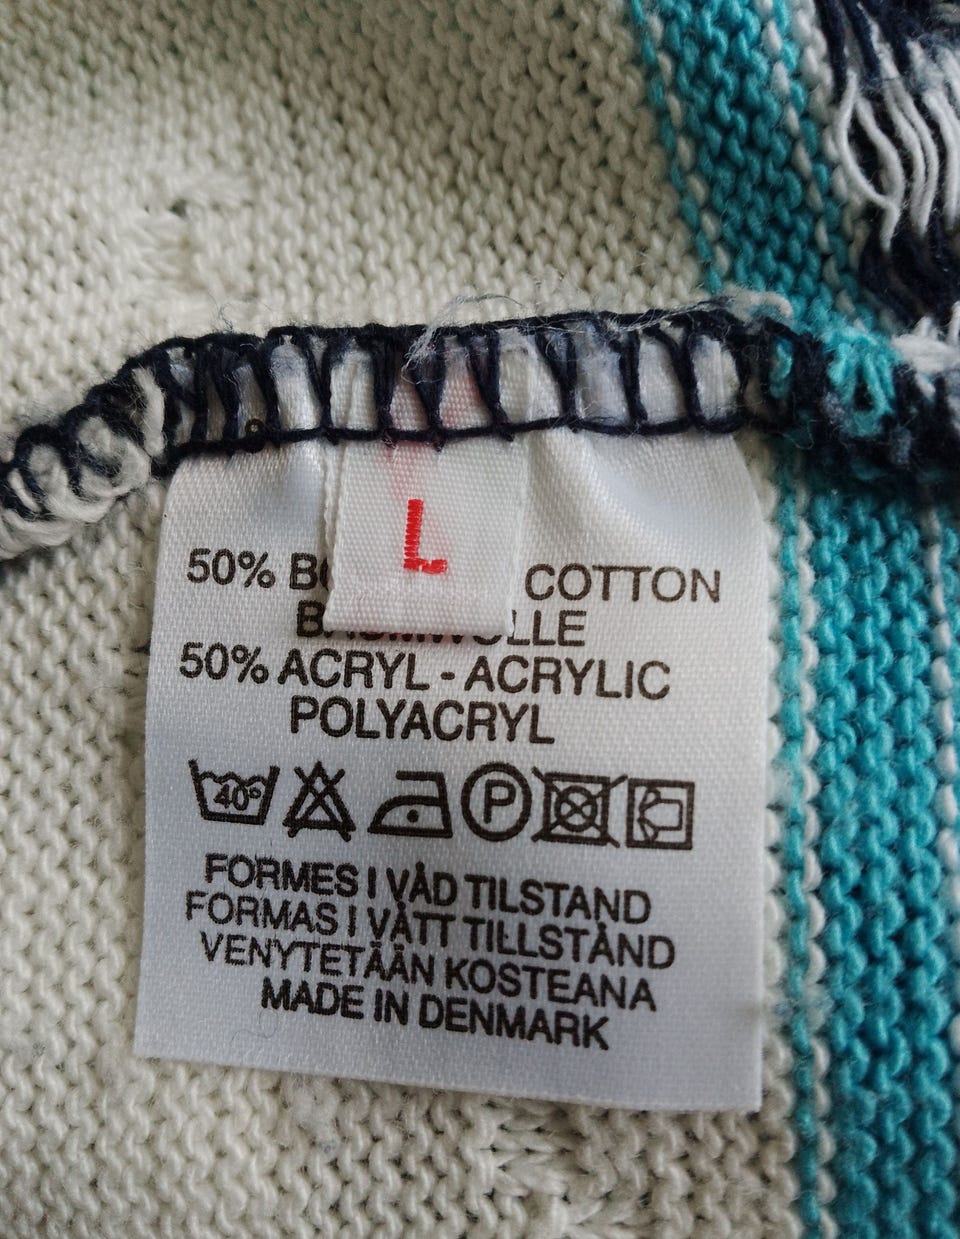 L
50% COTTON
50% ACRYL - ACRYLIC
POLYACRYL
40°
P
FORMES I VÅD TILSTAND
FORMAS I VÅTT TILLSTÅND
VENYTETÄÄN KOSTEANA
MADE IN DENMARK